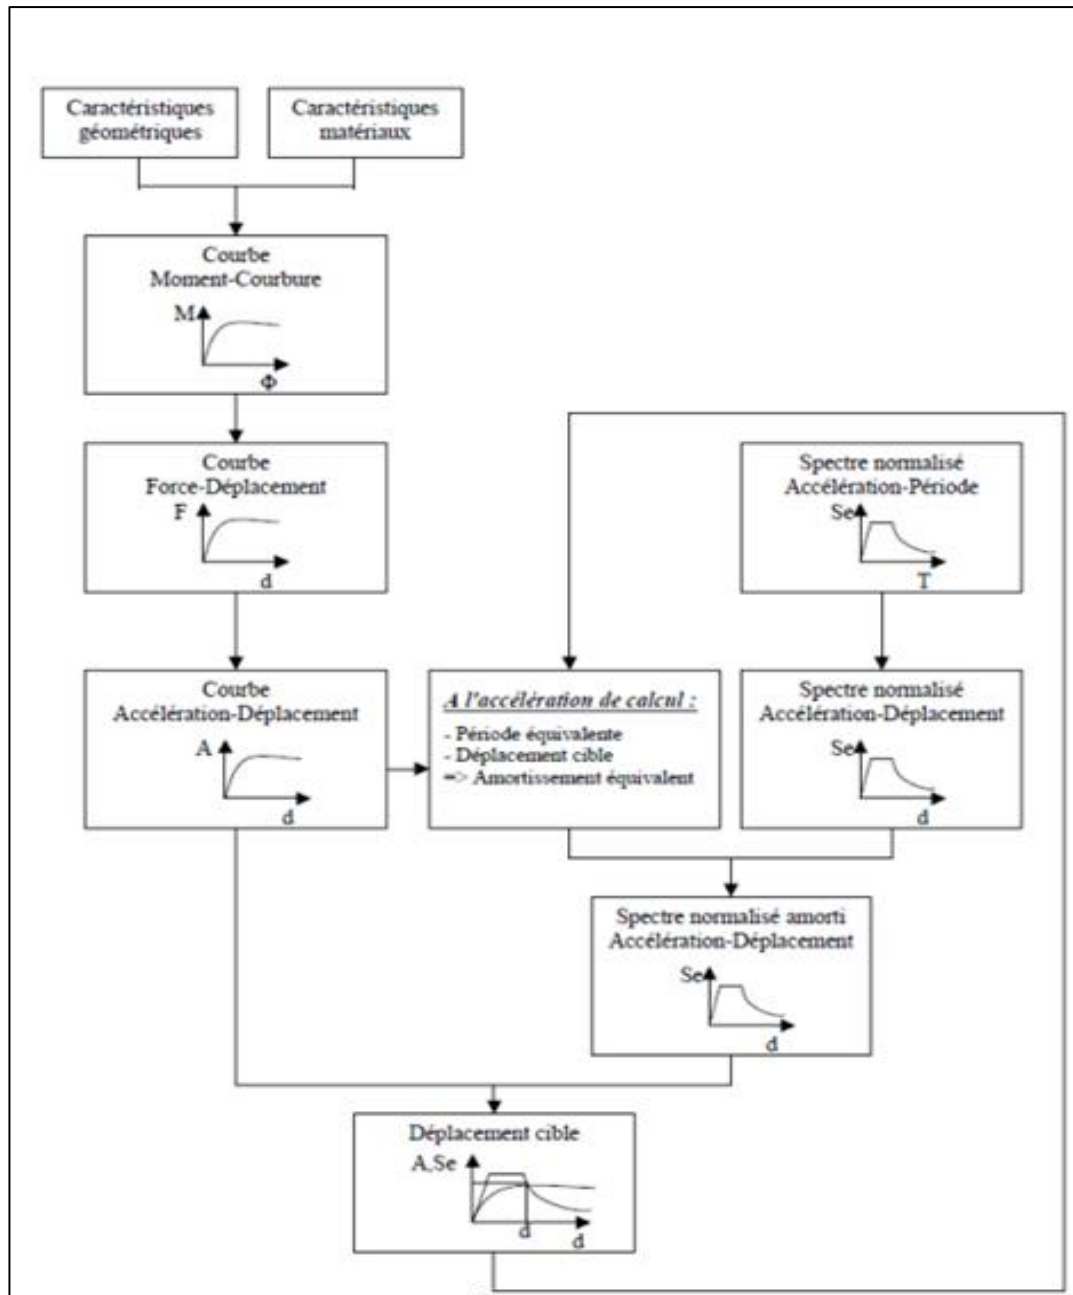 Caractéristiques
géométriques
Caractéristiques
matériaux
Courbe
Moment-Courbure
M
Φ
Courbe
Force-Déplacement
F
d
Spectre normalisé
Accélération-Période
Se
T
Courbe
Accélération-Déplacement
A
d
A l'accélération de calcul :
- Période équivalente
- Déplacement cible
=> Amortissement équivalent
Spectre normalisé
Accélération-Déplacement
Se
d
Spectre normalisé amorti
Accélération-Déplacement
Se
d
Déplacement cible
A,Se
d
d